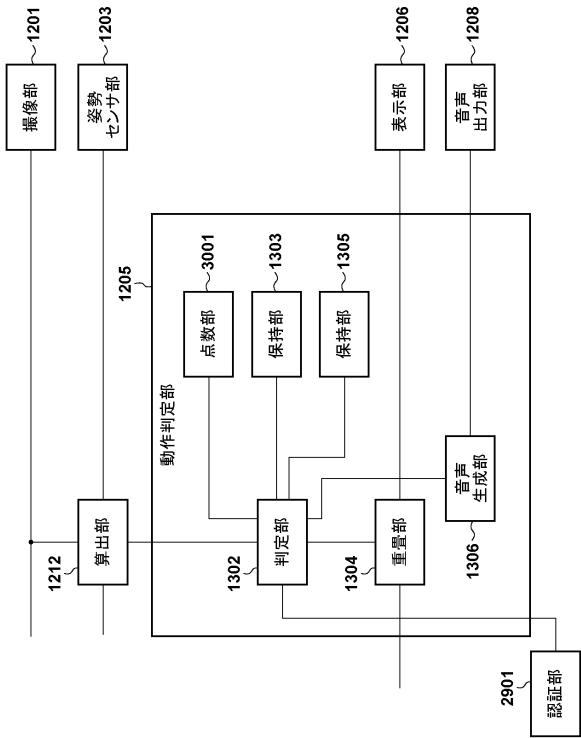 1201
撮像部
1203
姿勢
センサ部
1206
表示部
1208
音声
出力部
1205
動作判定部
3001
点数部
1303
保持部
1305
保持部
1212
算出部
1302
判定部
1304
重畳部
1306
音声
生成部
2901
認証部